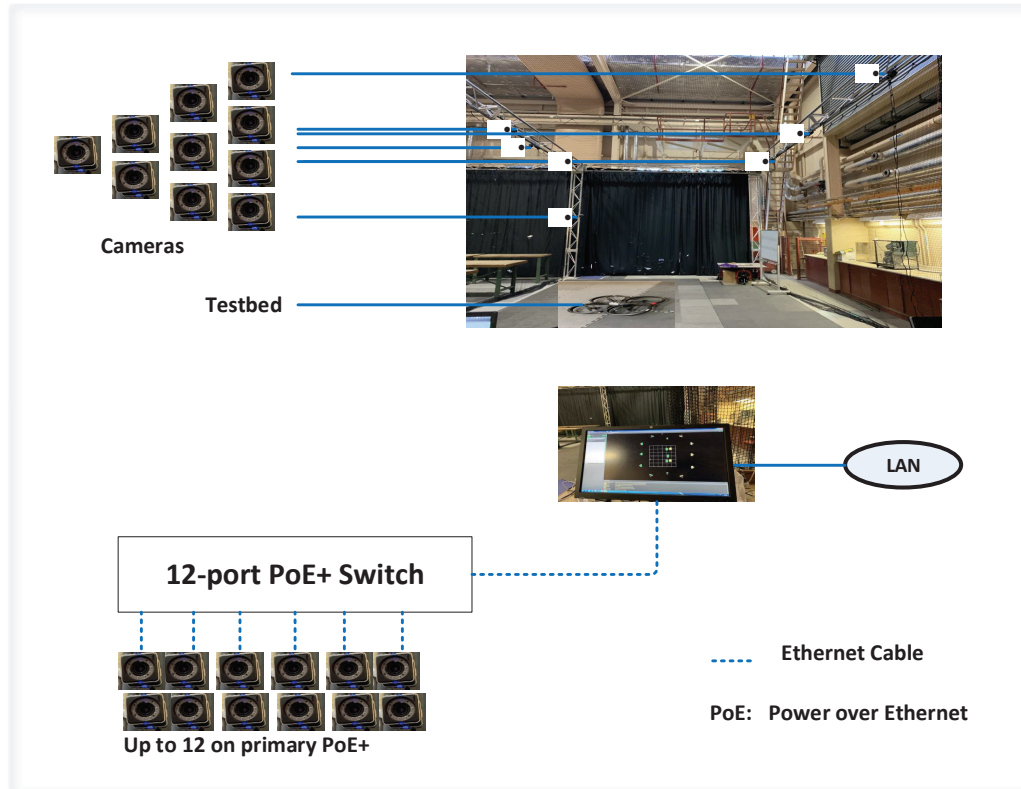 Cameras
Testbed
LAN
12-port PoE+ Switch
Ethernet Cable
PoE: Power over Ethernet
Up to 12 on primary PoE+